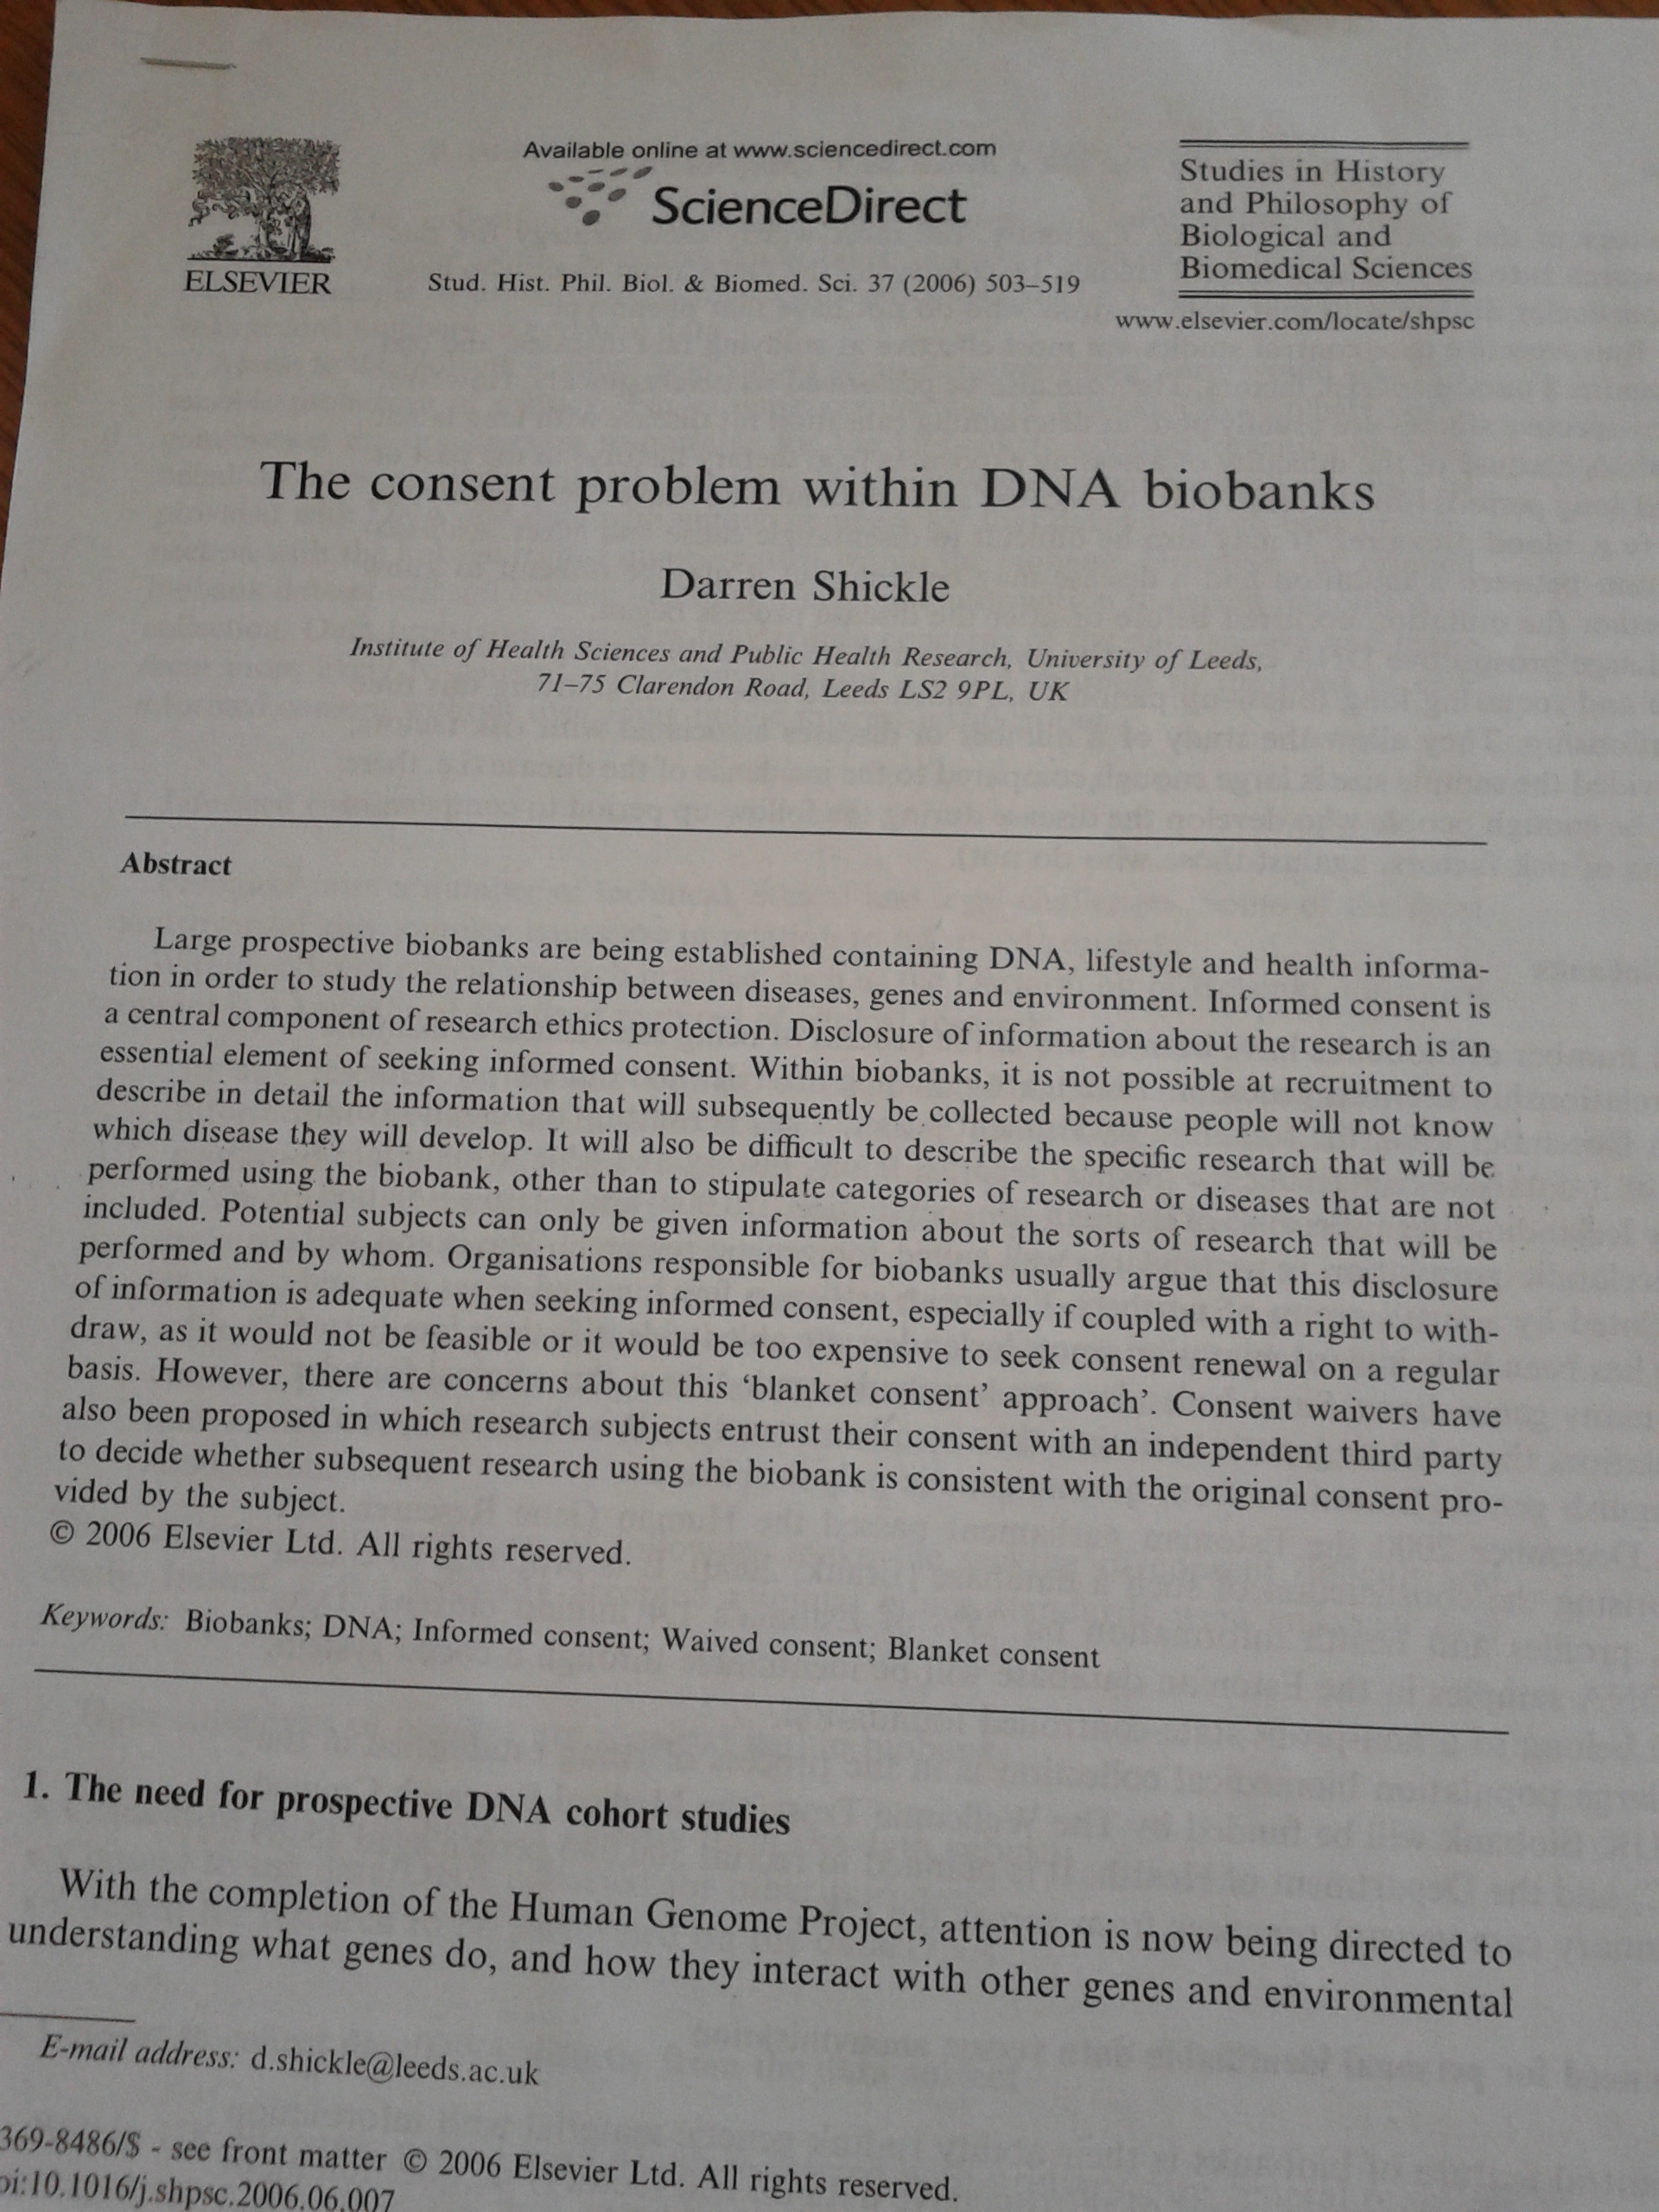 Available online at www.sciencedirect.com
ScienceDirect
ELSEVIER
Stud. Hist. Phil. Biol. & Biomed. Sci. 37 (2006) 503–519
Studies in History
and Philosophy of
Biological and
Biomedical Sciences
www.elsevier.com/locate/shpsc
The consent problem within DNA biobanks
Darren Shickle
Institute of Health Sciences and Public Health Research, University of Leeds,
71–75 Clarendon Road, Leeds LS2 9PL, UK
Abstract
Large prospective biobanks are being established containing DNA, lifestyle and health informa-
tion in order to study the relationship between diseases, genes and environment. Informed consent is
a central component of research ethics protection. Disclosure of information about the research is an
essential element of seeking informed consent. Within biobanks, it is not possible at recruitment to
describe in detail the information that will subsequently be collected because people will not know
which disease they will develop. It will also be difficult to describe the specific research that will be
performed using the biobank, other than to stipulate categories of research or diseases that are not
included. Potential subjects can only be given information about the sorts of research that will be
performed and by whom. Organisations responsible for biobanks usually argue that this disclosure
of information is adequate when seeking informed consent, especially if coupled with a right to with-
draw, as it would not be feasible or it would be too expensive to seek consent renewal on a regular
basis. However, there are concerns about this ‘blanket consent’ approach’. Consent waivers have
also been proposed in which research subjects entrust their consent with an independent third party
to decide whether subsequent research using the biobank is consistent with the original consent pro-
vided by the subject.
© 2006 Elsevier Ltd. All rights reserved.
Keywords: Biobanks; DNA; Informed consent; Waived consent; Blanket consent
1. The need for prospective DNA cohort studies
With the completion of the Human Genome Project, attention is now being directed to
understanding what genes do, and how they interact with other genes and environmental
E-mail address: d.shickle@leeds.ac.uk
369-8486/$ - see front matter © 2006 Elsevier Ltd. All rights reserved.
oi:10.1016/j.shpsc.2006.06.007